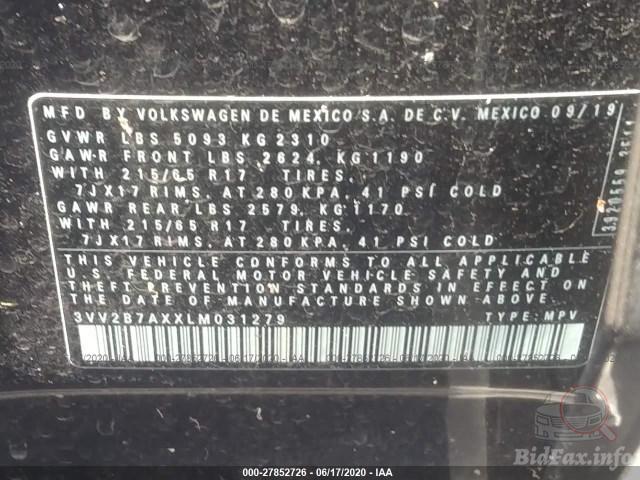 MFD BY VOLKSWAGEN DE MEXICO S.A. DE C.V. MEXICO 09/19
GVWR LBS 5093 KG 2310
GAWR FRONT LBS 2624, KG 1190
WITH 215/65 R17 TIRES,
7JX17 RIMS, AT 280 KPA, 41 PSI COLD
GAWR REAR LBS 2579, KG 1170
WITH 215/65 R17 TIRES,
7JX17 RIMS, AT 280 KPA, 41 PSI COLD
THIS VEHICLE CONFORMS TO ALL APPLICABLE
U.S. FEDERAL MOTOR VEHICLE SAFETY AND
THEFT PREVENTION STANDARDS IN EFFECT ON
THE DATE OF MANUFACTURE SHOWN ABOVE.
3VV2B7AXXLM031279 TYPE: MPV
000-27852726 - 06/17/2020 - IAA
BidFax.info